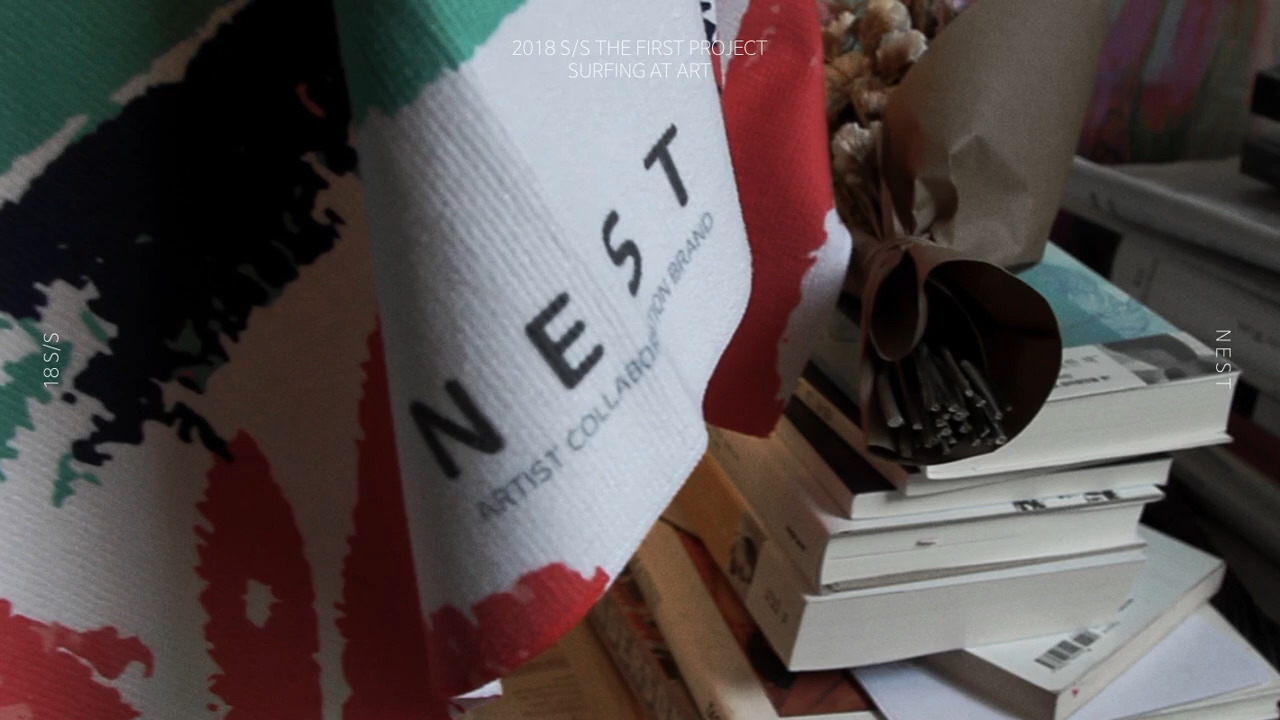 2018 S/S THE FIRST PROJECT
SURFING AT ART
NEST
ARTIST COLLABORATION BRAND
18S/S
NEST